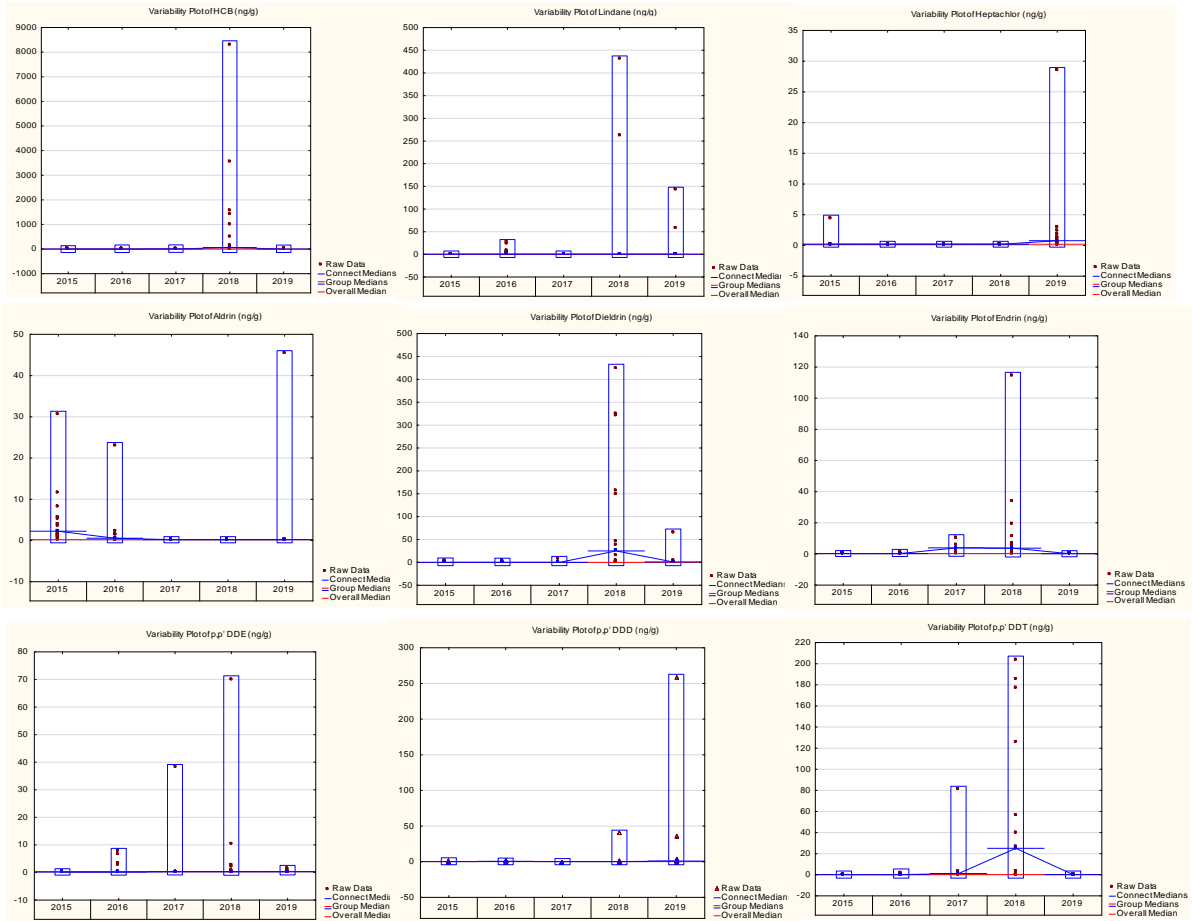 Variability Plot of HCB (ng/g)
9000
8000
7000
6000
5000
4000
3000
2000
1000
0
-1000
2015 2016 2017 2018 2019
Raw Data
Connect Medians
Group Medians
Overall Median
Variability Plot of Lindane (ng/g)
500
450
400
350
300
250
200
150
100
50
0
-50
2015 2016 2017 2018 2019
Raw Data
Connect Medians
Group Medians
Overall Median
Variability Plot of Heptachlor (ng/g)
35
30
25
20
15
10
5
0
-5
2015 2016 2017 2018 2019
Raw Data
Connect Medians
Group Medians
Overall Median
Variability Plot of Aldrin (ng/g)
50
40
30
20
10
0
-10
2015 2016 2017 2018 2019
Raw Data
Connect Medians
Group Medians
Overall Median
Variability Plot of Dieldrin (ng/g)
500
450
400
350
300
250
200
150
100
50
0
-50
2015 2016 2017 2018 2019
Raw Data
Connect Medians
Group Medians
Overall Median
Variability Plot of Endrin (ng/g)
140
120
100
80
60
40
20
0
-20
2015 2016 2017 2018 2019
Raw Data
Connect Medians
Group Medians
Overall Median
Variability Plot of p,p' DDE (ng/g)
80
70
60
50
40
30
20
10
0
-10
2015 2016 2017 2018 2019
Raw Data
Connect Medians
Group Medians
Overall Median
Variability Plot of p,p' DDD (ng/g)
300
250
200
150
100
50
0
-50
2015 2016 2017 2018 2019
Raw Data
Connect Medians
Group Medians
Overall Median
Variability Plot of p,p' DDT (ng/g)
220
200
180
160
140
120
100
80
60
40
20
0
-20
2015 2016 2017 2018 2019
Raw Data
Connect Medians
Group Medians
Overall Median